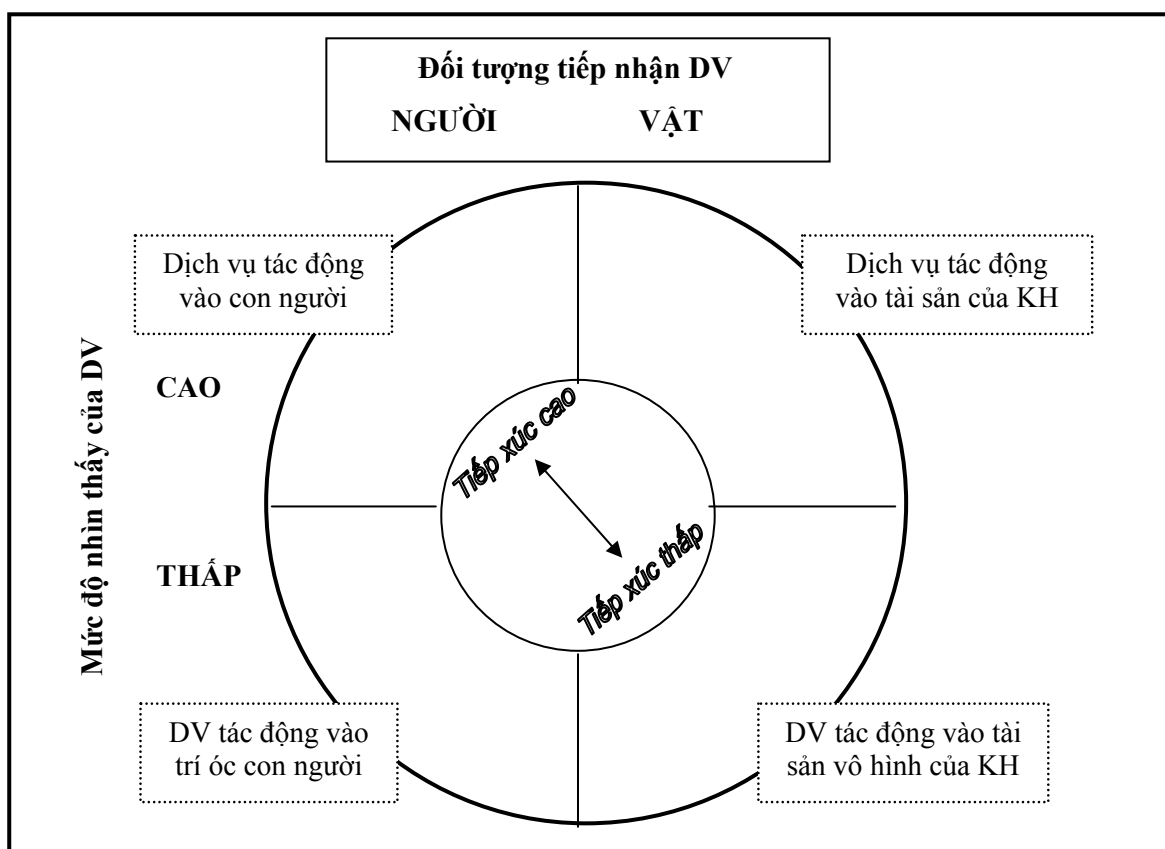 Đối tượng tiếp nhận DV
NGƯỜI VẬT
Dịch vụ tác động
vào con người
Dịch vụ tác động
vào tài sản của KH
Mức độ nhìn thấy của DV
CAO
Tiếp xúc cao
Tiếp xúc thấp
THẤP
DV tác động vào
trí óc con người
DV tác động vào tài
sản vô hình của KH